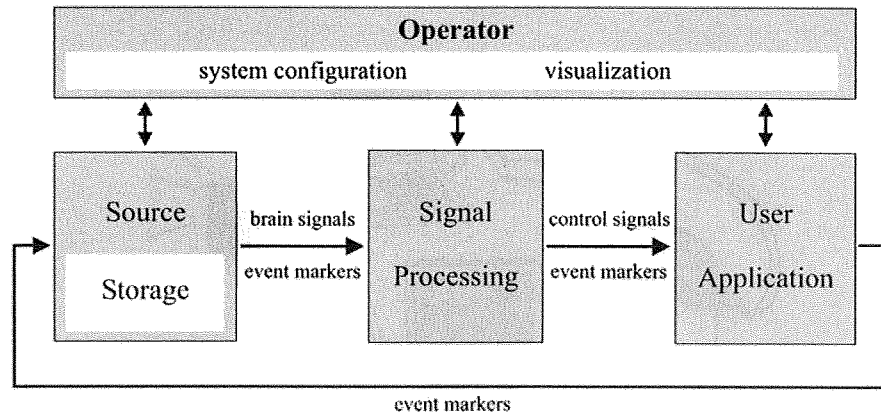 Operator
system configuration
visualization
Source
Storage
brain signals
event markers
Signal
Processing
control signals
event markers
User
Application
event markers